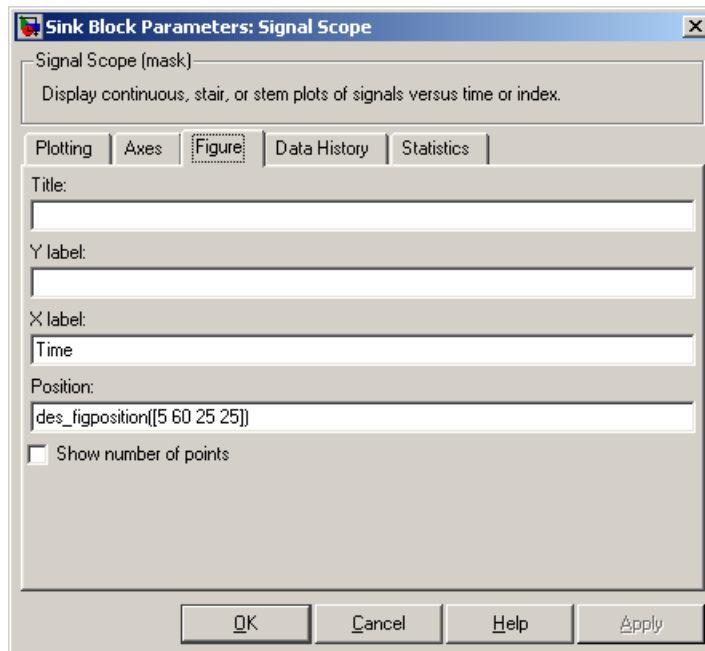 Sink Block Parameters: Signal Scope
Signal Scope (mask)
Display continuous, stair, or stem plots of signals versus time or index.
Plotting Axes Figure Data History Statistics
Title:
Y label:
X label:
Time
Position:
des_figposition([5 60 25 25])
Show number of points
OK Cancel Help Apply